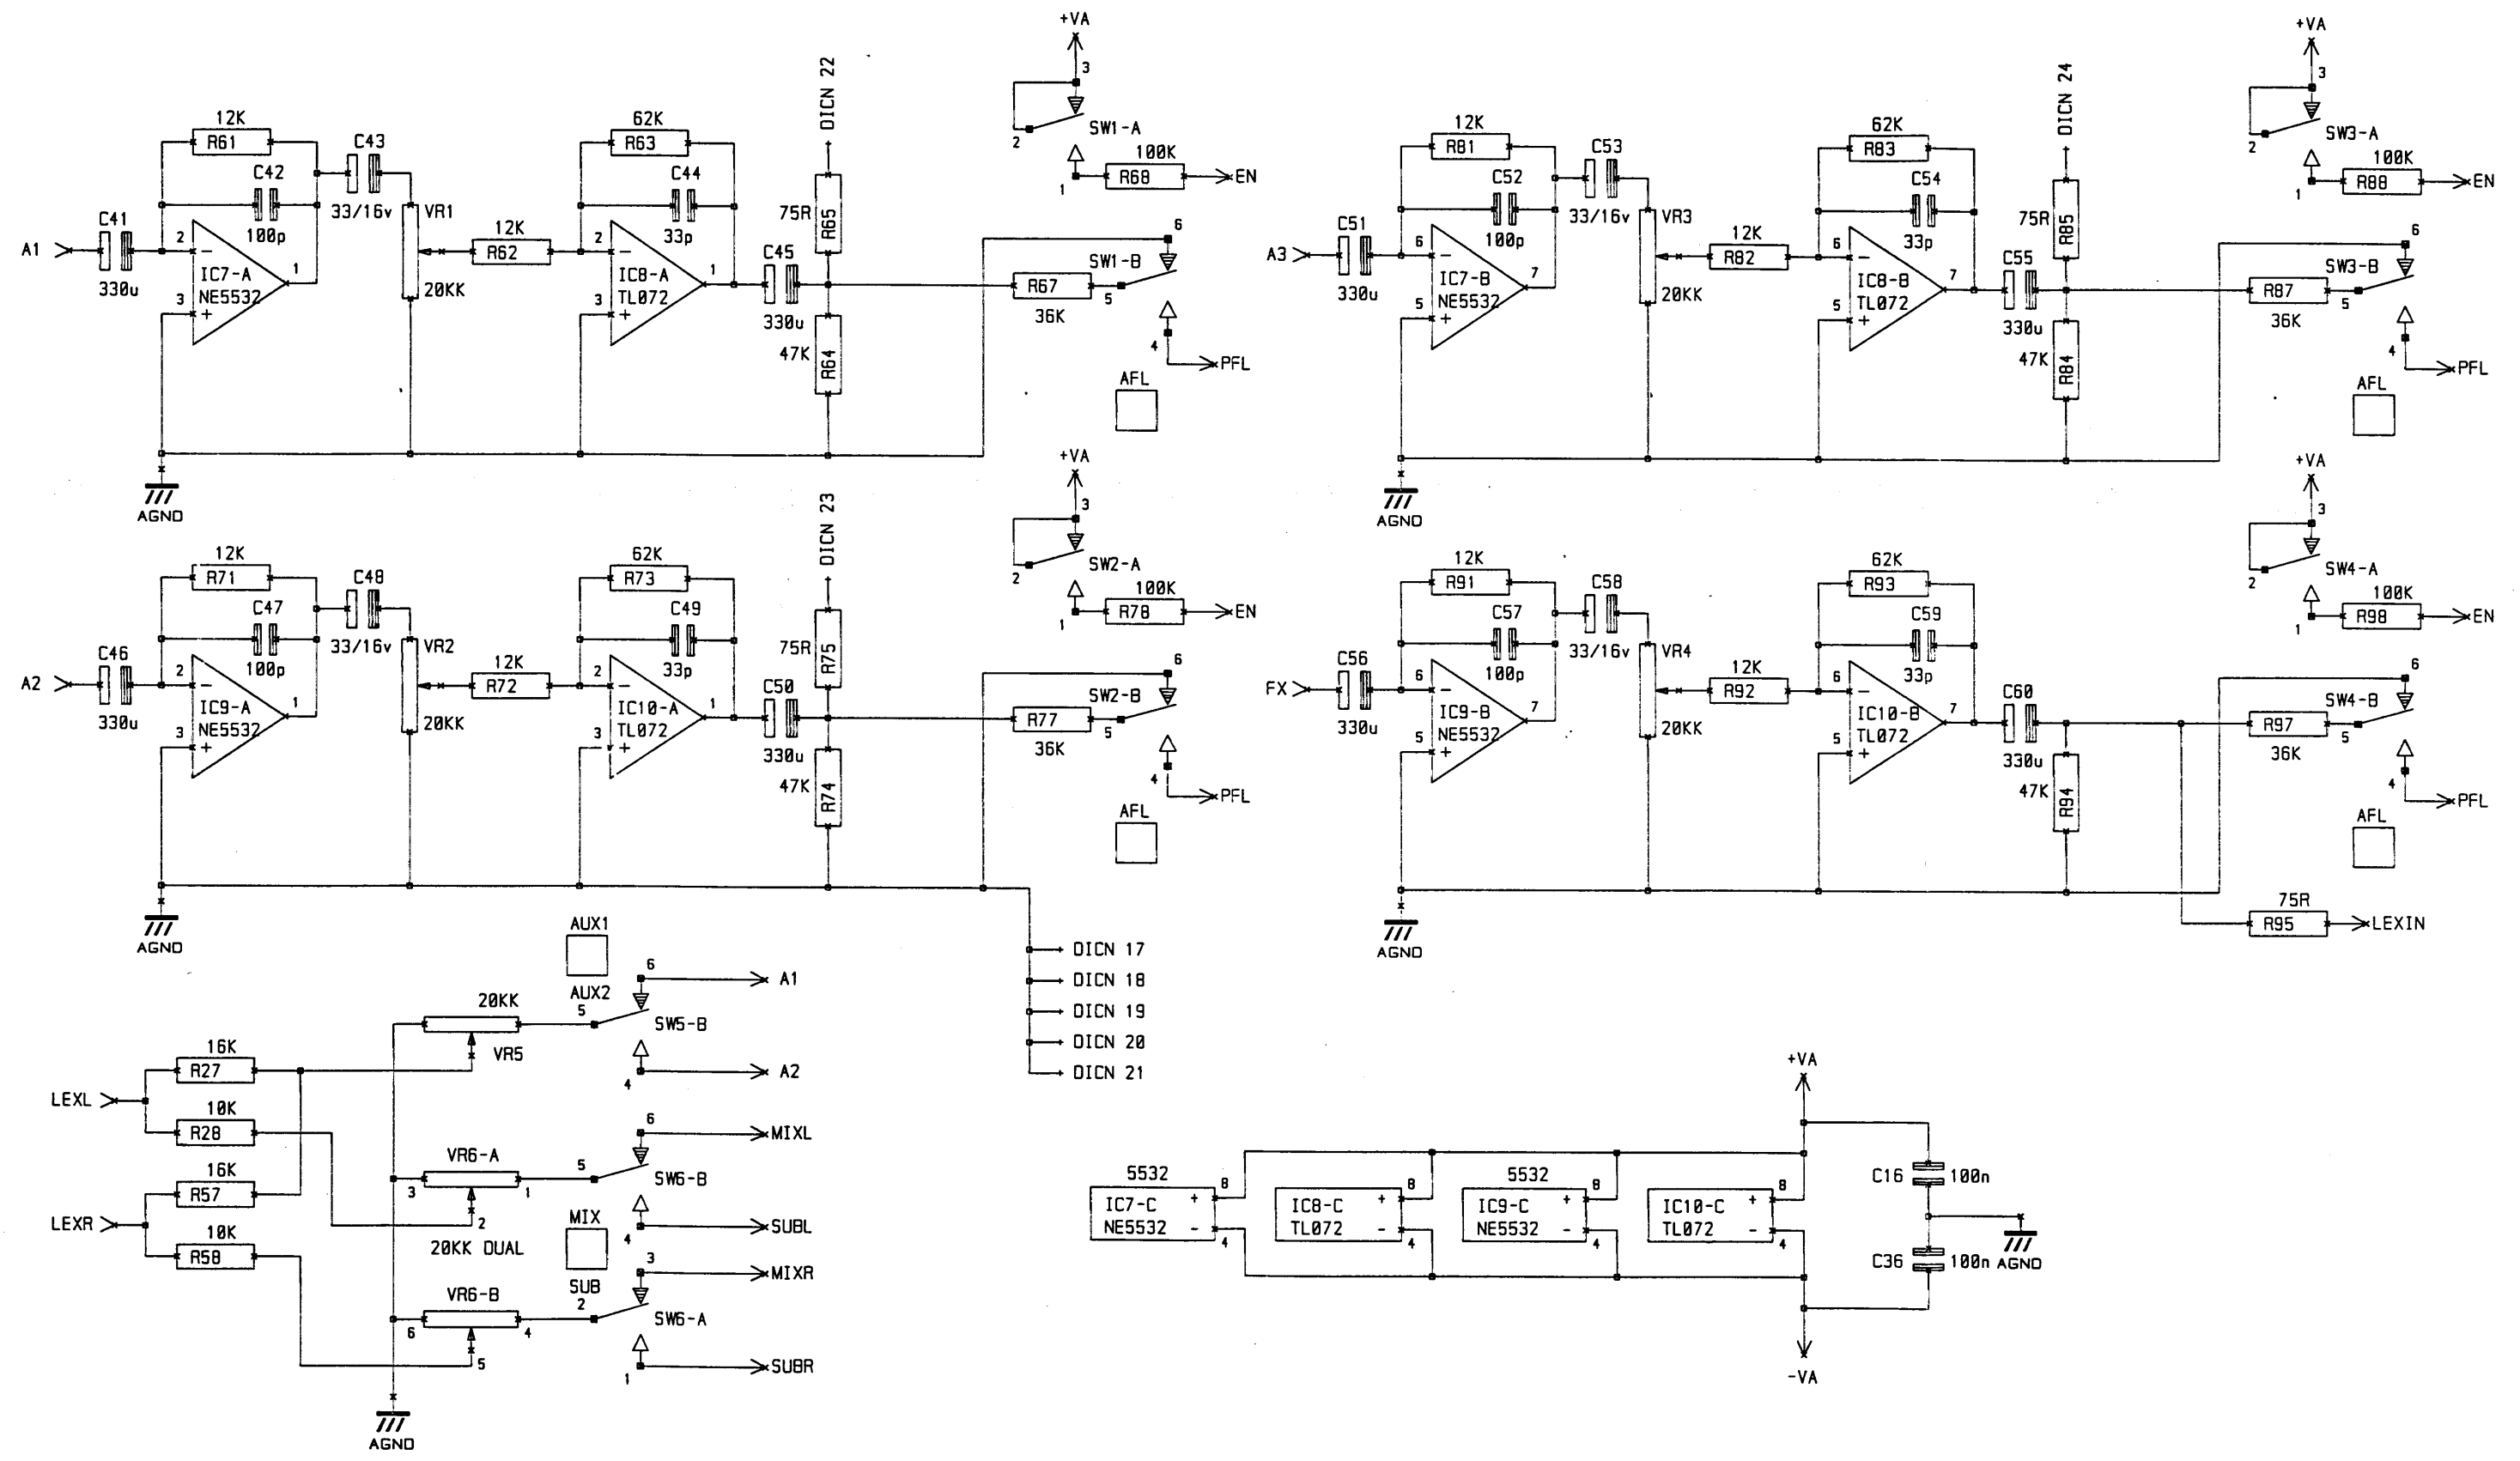 A1
C41
330u
12K
R61
C42
100p
2
3
1
IC7-A
NE5532
C43
33/16v
VR1
20KK
12K
R62
62K
R63
C44
33p
2
3
1
IC8-A
TL072
C45
330u
DICN 22
75R
R65
47K
R64
R67
36K
+VA
3
2
SW1-A
1
100K
R68
EN
6
SW1-B
5
4
PFL
AFL
AGND
A3
C51
330u
12K
R81
C52
100p
6
5
7
IC7-B
NE5532
C53
33/16v
VR3
20KK
12K
R82
62K
R83
C54
33p
6
5
7
IC8-B
TL072
C55
330u
DICN 24
75R
R85
47K
R84
R87
36K
+VA
3
2
SW3-A
1
100K
R88
EN
6
SW3-B
5
4
PFL
AFL
AGND
A2
C46
330u
12K
R71
C47
100p
2
3
1
IC9-A
NE5532
C48
33/16v
VR2
20KK
12K
R72
62K
R73
C49
33p
2
3
1
IC10-A
TL072
C50
330u
DICN 23
75R
R75
47K
R74
R77
36K
+VA
3
2
SW2-A
1
100K
R78
EN
6
SW2-B
5
4
PFL
AFL
AGND
DICN 17
DICN 18
DICN 19
DICN 20
DICN 21
FX
C56
330u
12K
R91
C57
100p
6
5
7
IC9-B
NE5532
C58
33/16v
VR4
20KK
12K
R92
62K
R93
C59
33p
6
5
7
IC10-B
TL072
C60
330u
47K
R94
R97
36K
+VA
3
2
SW4-A
1
100K
R98
EN
6
SW4-B
5
4
PFL
AFL
75R
R95
LEXIN
AGND
LEXL
16K
R27
10K
R28
LEXR
16K
R57
10K
R58
20KK
VR5
AUX1
AUX2
6
5
4
SW5-B
A1
A2
VR6-A
3
1
2
20KK DUAL
6
5
4
SW6-B
MIXL
SUBL
MIX
SUB
VR6-B
6
4
5
3
2
1
SW6-A
MIXR
SUBR
AGND
5532
IC7-C
NE5532
+
-
8
4
IC8-C
TL072
+
-
8
4
5532
IC9-C
NE5532
+
-
8
4
IC10-C
TL072
+
-
8
4
+VA
-VA
C16
100n
C36
100n
AGND